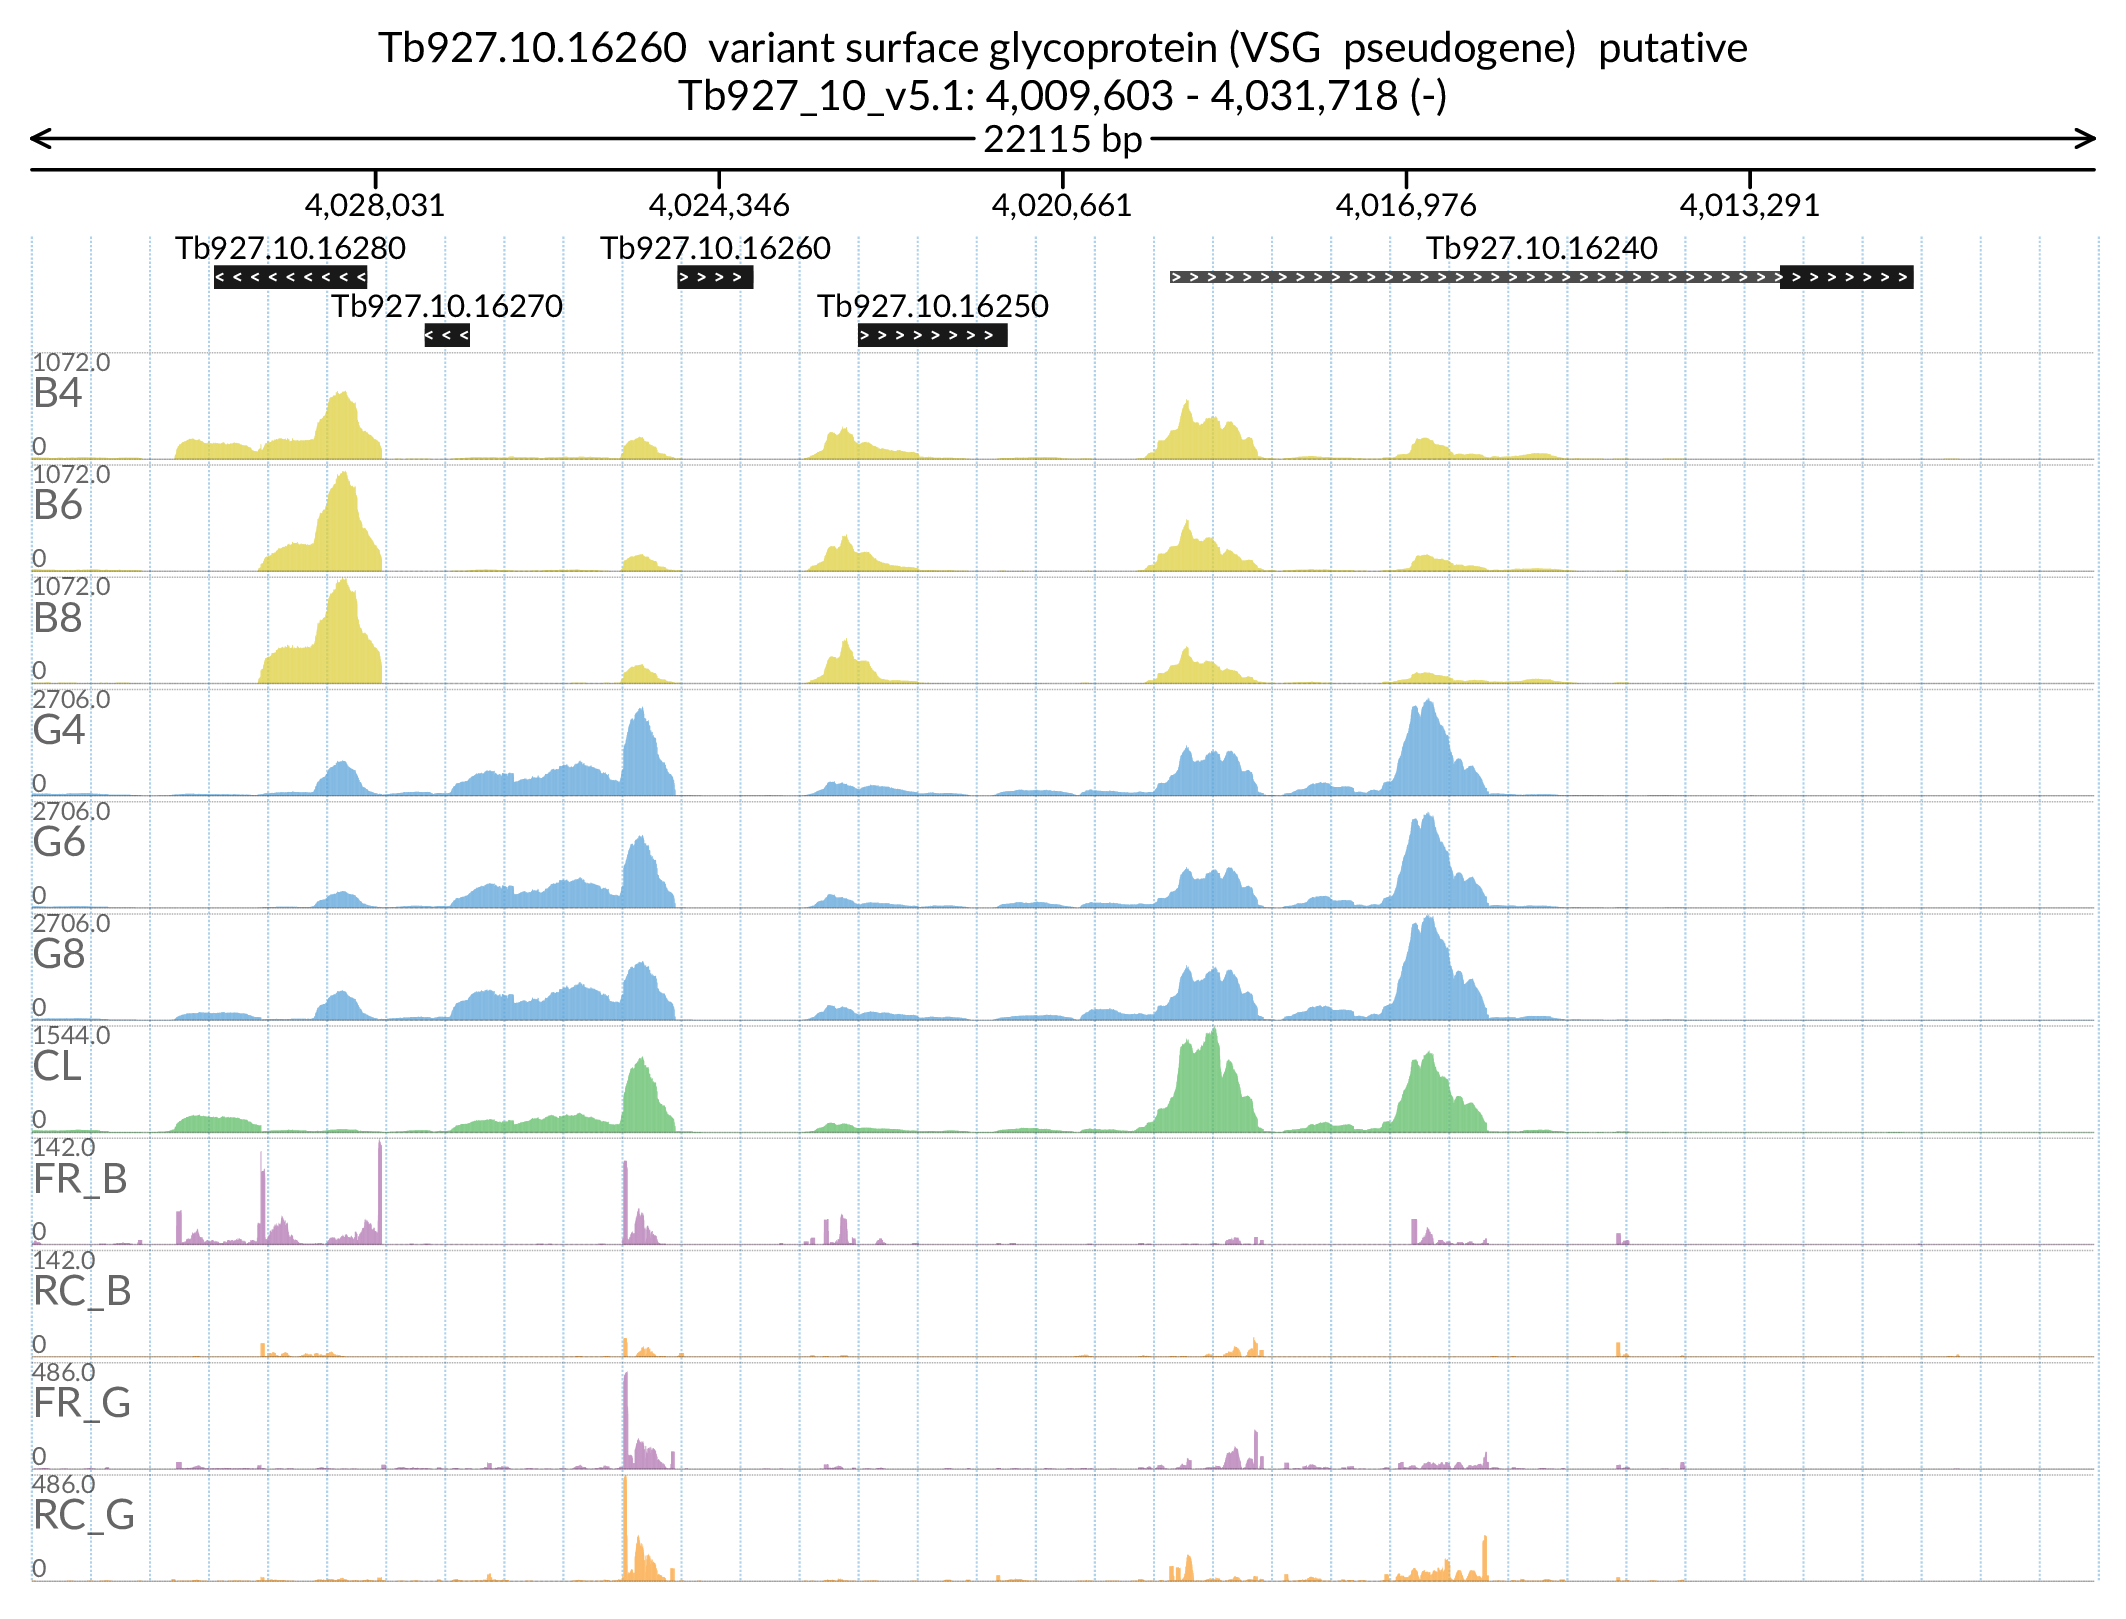 Tb927.10.16260  variant surface glycoprotein (VSG  pseudogene)  putative
Tb927_10_v5.1: 4,009,603 - 4,031,718 (-)
22115 bp
4,028,031 4,024,346 4,020,661 4,016,976 4,013,291
Tb927.10.16280 Tb927.10.16260 Tb927.10.16240
Tb927.10.16270 Tb927.10.16250
1072.0
B4
0
1072.0
B6
0
1072.0
B8
0
2706.0
G4
0
2706.0
G6
0
2706.0
G8
0
1544.0
CL
0
142.0
FR_B
0
142.0
RC_B
0
486.0
FR_G
0
486.0
RC_G
0